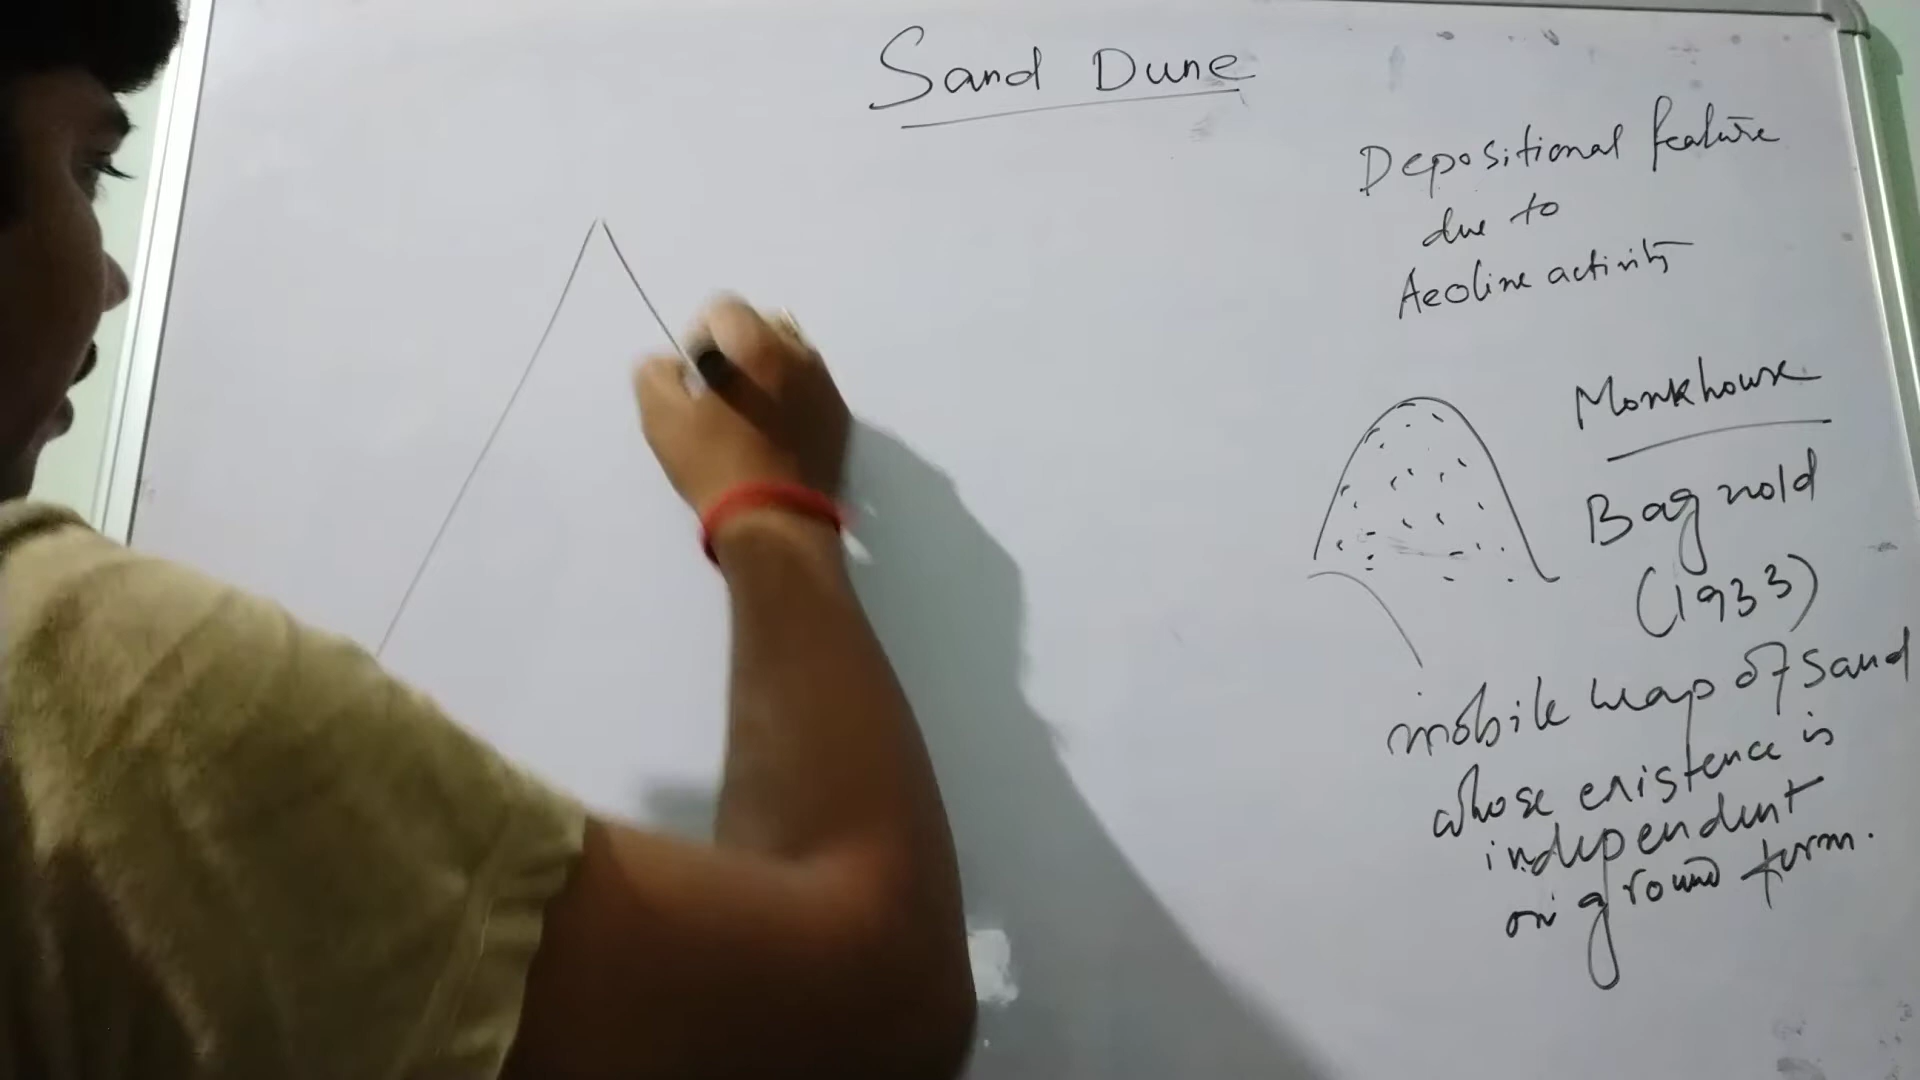 Sand Dune
Depositional feature
due to
Aeoline activity
Monkhouse
Bagnold
(1933)
mobile heap of sand
whose existence is
independent
on ground form.